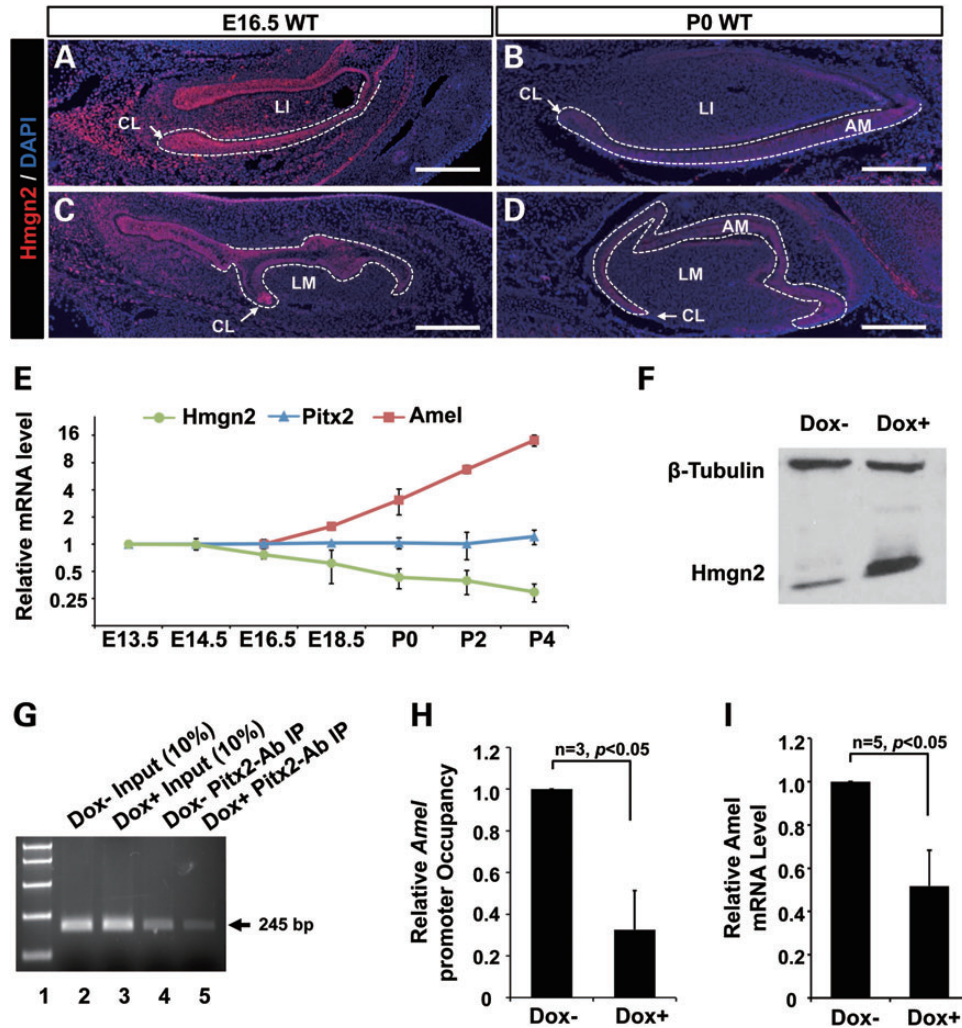 E16.5 WT
P0 WT
Hmgn2 / DAPI
A
LI
CL
B
CL
LI
AM
C
LM
CL
D
AM
LM
CL
E
Hmgn2 Pitx2 Amel
Relative mRNA level
16
8
4
2
1
0.5
0.25
E13.5 E14.5 E16.5 E18.5 P0 P2 P4
F
Dox- Dox+
β-Tubulin
Hmgn2
G
Dox- Input (10%)
Dox+ Input (10%)
Dox- Pitx2-Ab IP
Dox+ Pitx2-Ab IP
245 bp
1 2 3 4 5
H
n=3, p<0.05
Relative Amel
promoter Occupancy
1.2
1.0
0.8
0.6
0.4
0.2
0
Dox- Dox+
I
n=5, p<0.05
Relative Amel
mRNA Level
1.2
1.0
0.8
0.6
0.4
0.2
0
Dox- Dox+